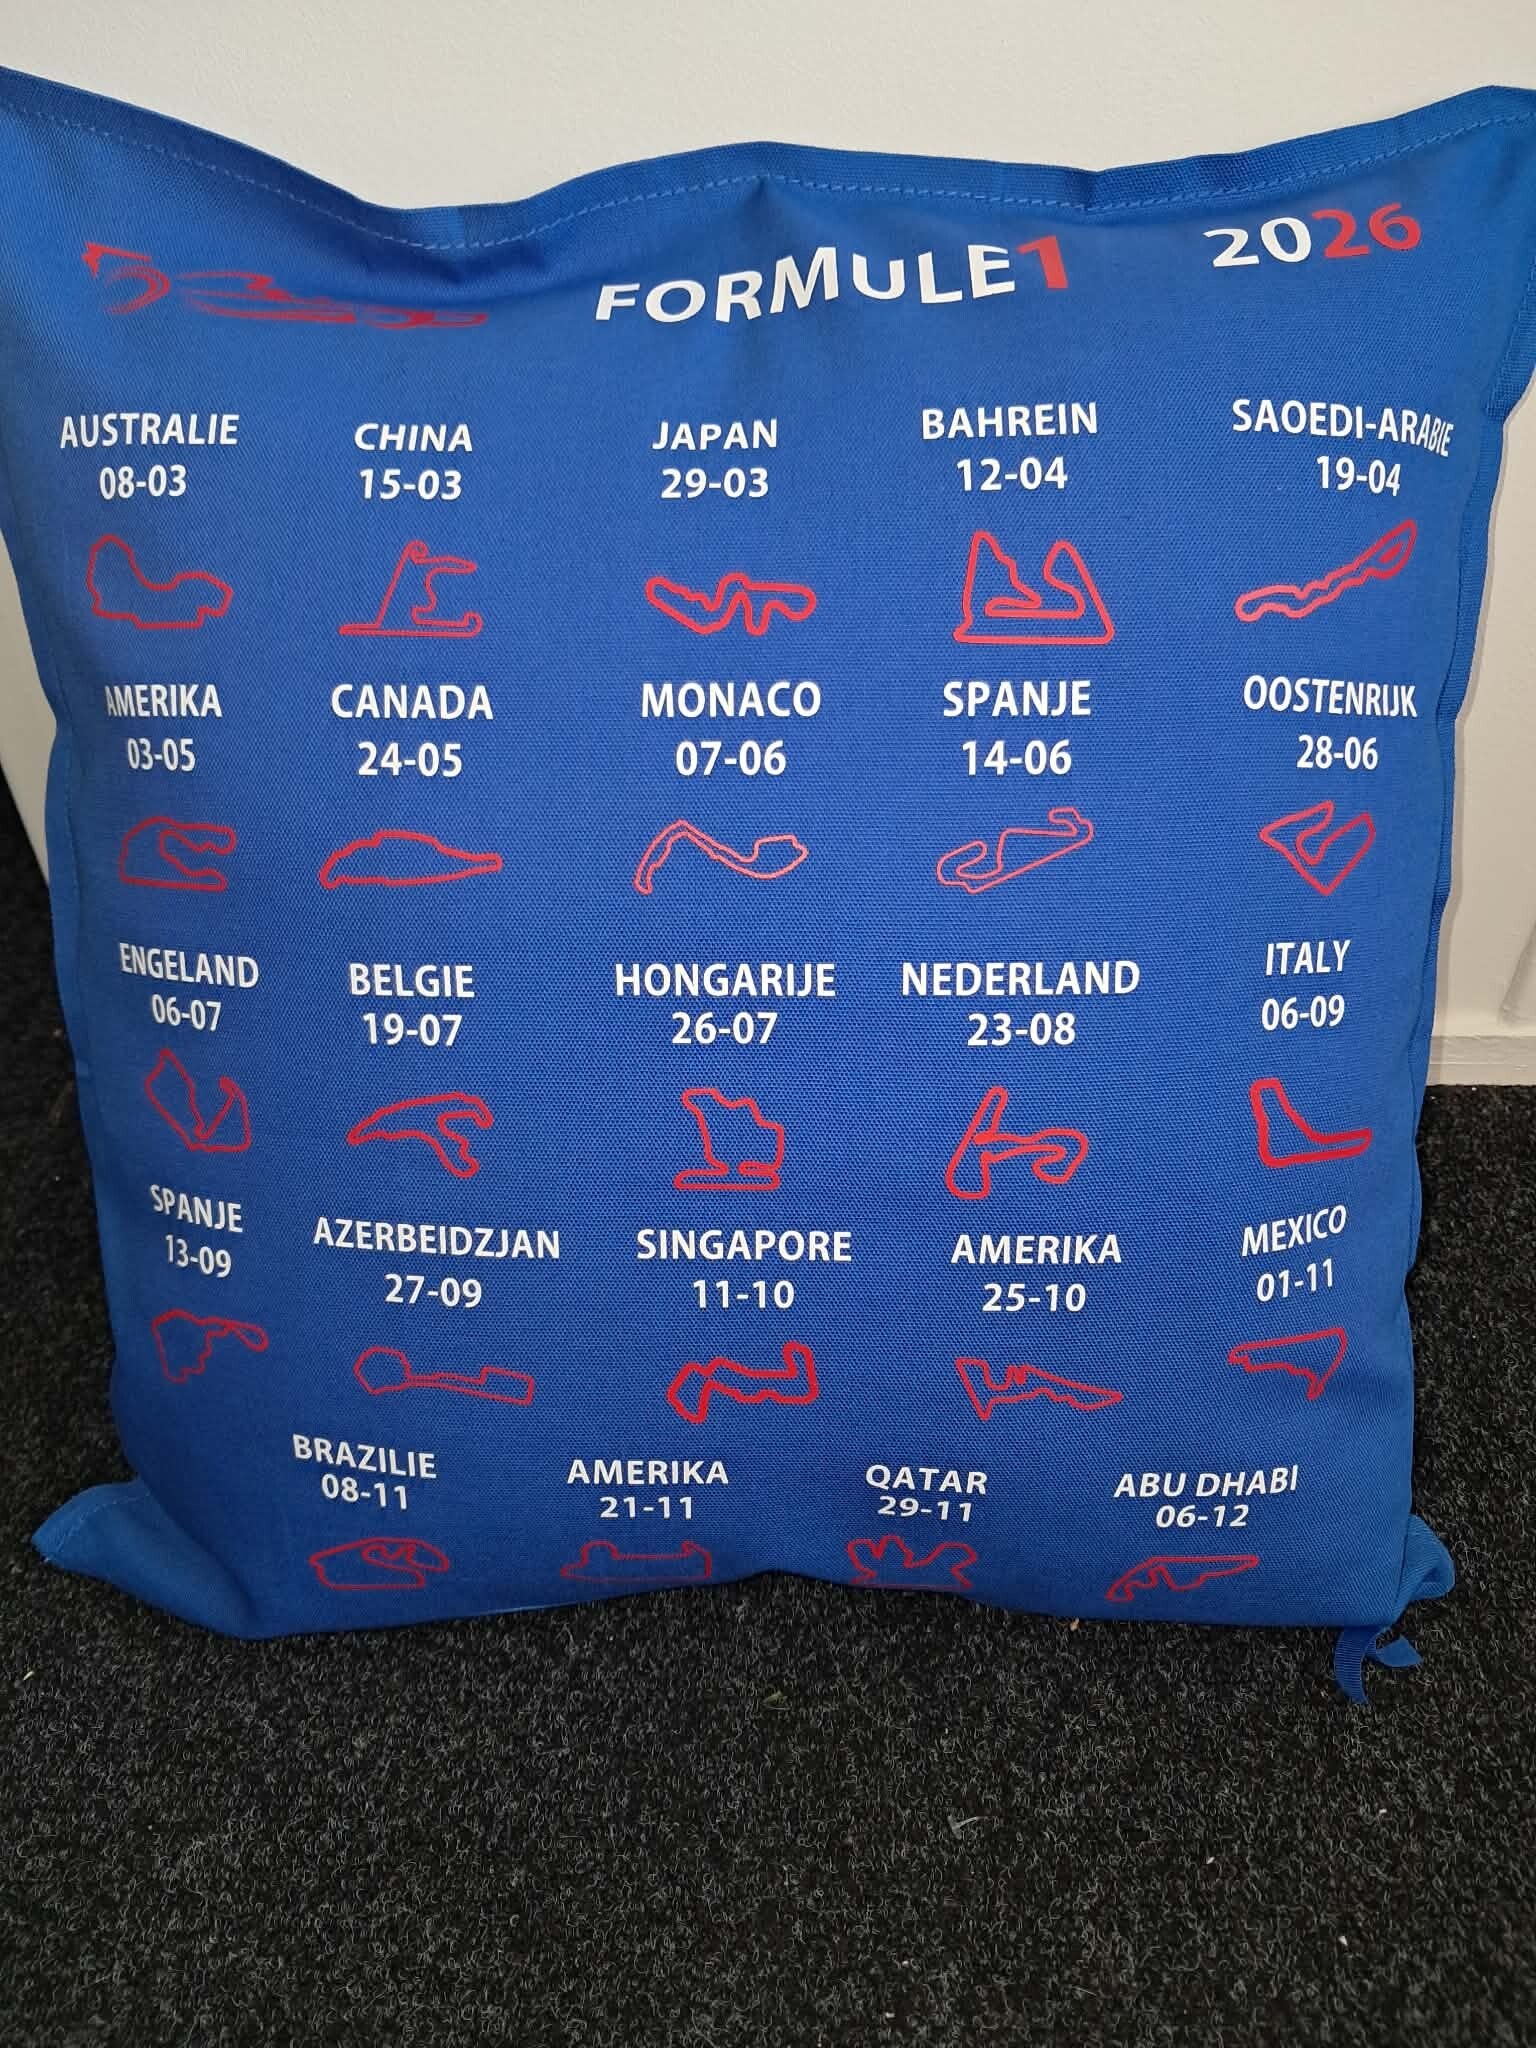 FORMULE1 2026
AUSTRALIE CHINA JAPAN BAHREIN SAOEDI-ARABIE
08-03 15-03 29-03 12-04 19-04
AMERIKA CANADA MONACO SPANJE OOSTENRIJK
03-05 24-05 07-06 14-06 28-06
ENGELAND BELGIE HONGARIJE NEDERLAND ITALY
06-07 19-07 26-07 23-08 06-09
SPANJE AZERBEIDZJAN SINGAPORE AMERIKA MEXICO
13-09 27-09 11-10 25-10 01-11
BRAZILIE AMERIKA QATAR ABU DHABI
08-11 21-11 29-11 06-12